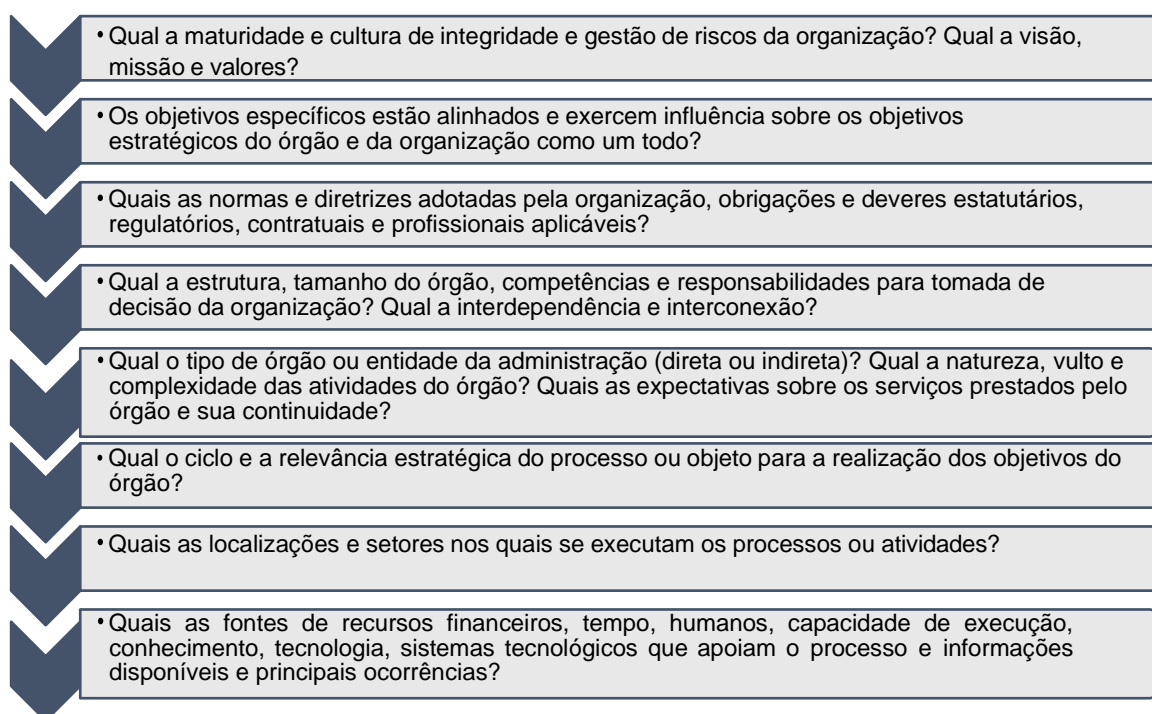 • Qual a maturidade e cultura de integridade e gestão de riscos da organização? Qual a visão,
missão e valores?
• Os objetivos específicos estão alinhados e exercem influência sobre os objetivos
estratégicos do órgão e da organização como um todo?
• Quais as normas e diretrizes adotadas pela organização, obrigações e deveres estatutários,
regulatórios, contratuais e profissionais aplicáveis?
• Qual a estrutura, tamanho do órgão, competências e responsabilidades para tomada de
decisão da organização? Qual a interdependência e interconexão?
• Qual o tipo de órgão ou entidade da administração (direta ou indireta)? Qual a natureza, vulto e
complexidade das atividades do órgão? Quais as expectativas sobre os serviços prestados pelo
órgão e sua continuidade?
• Qual o ciclo e a relevância estratégica do processo ou objeto para a realização dos objetivos do
órgão?
• Quais as localizações e setores nos quais se executam os processos ou atividades?
• Quais as fontes de recursos financeiros, tempo, humanos, capacidade de execução,
conhecimento, tecnologia, sistemas tecnológicos que apoiam o processo e informações
disponíveis e principais ocorrências?